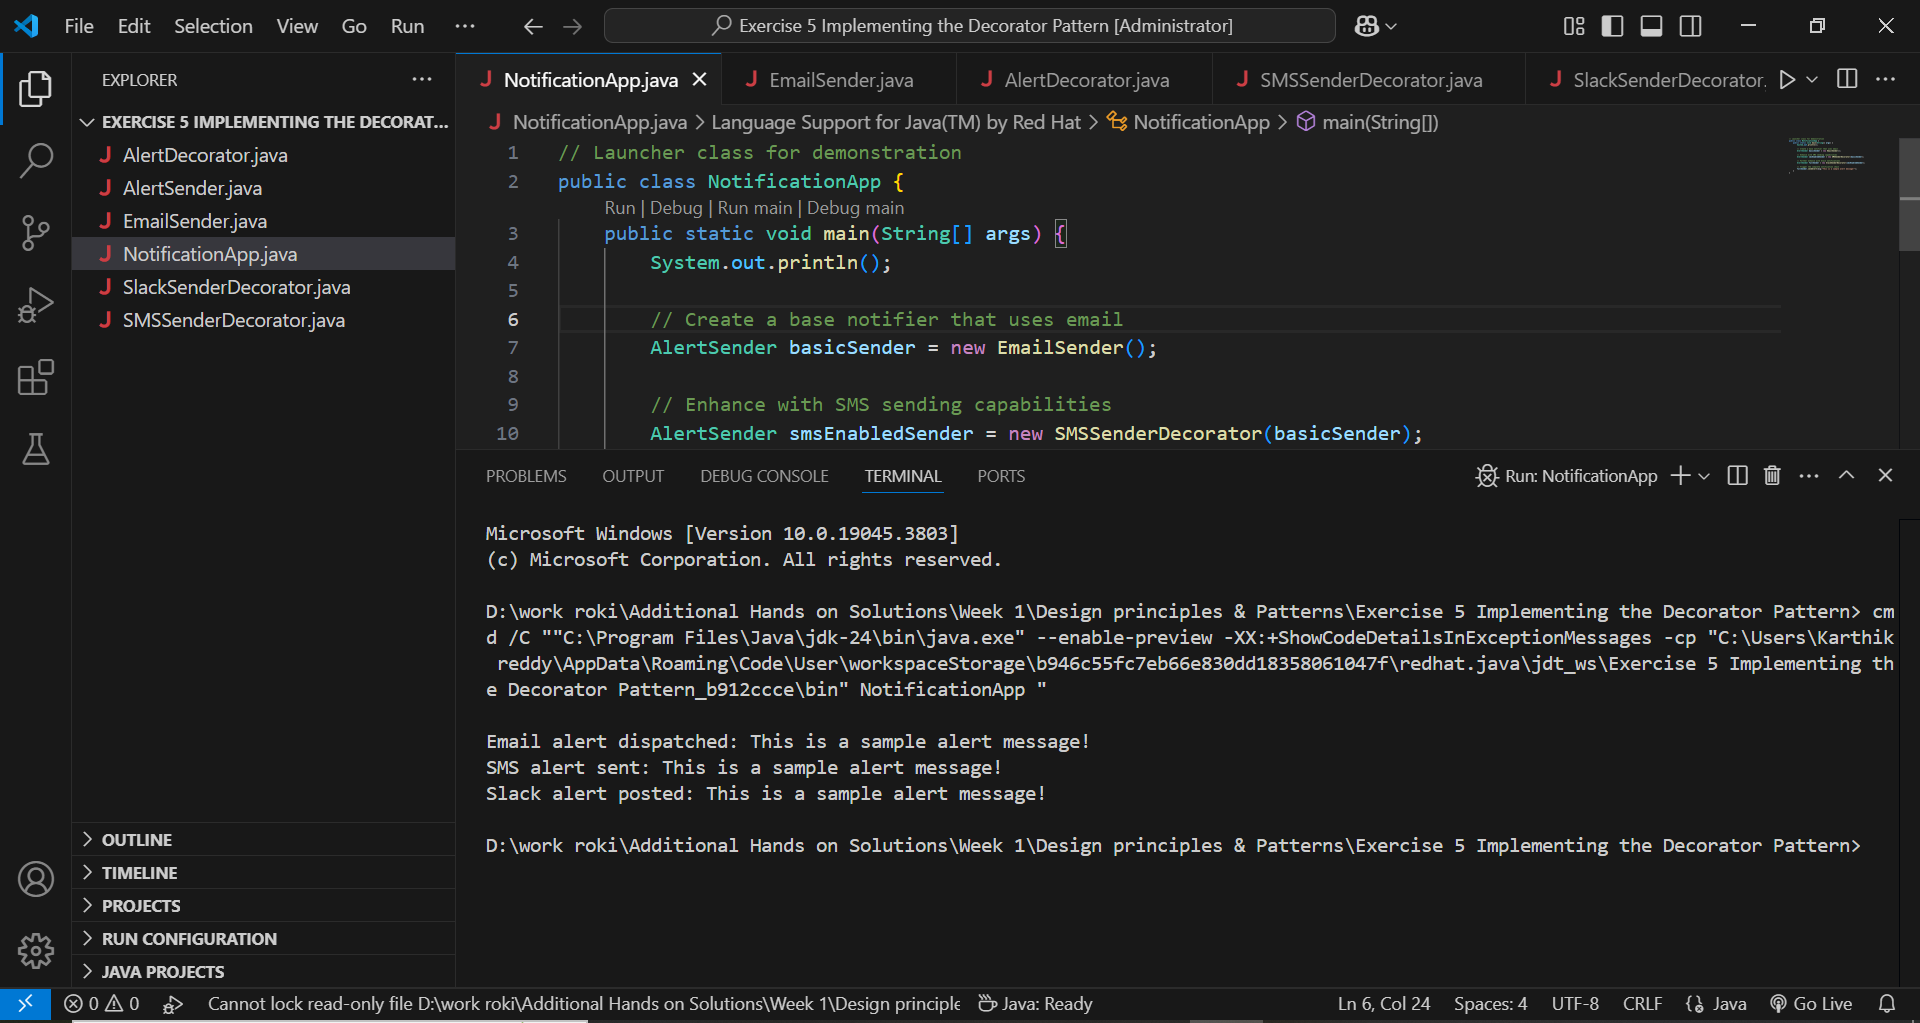 File Edit Selection View Go Run
Exercise 5 Implementing the Decorator Pattern [Administrator]
EXPLORER
EXERCISE 5 IMPLEMENTING THE DECORAT...
AlertDecorator.java
AlertSender.java
EmailSender.java
NotificationApp.java
SlackSenderDecorator.java
SMSSenderDecorator.java
OUTLINE
TIMELINE
PROJECTS
RUN CONFIGURATION
JAVA PROJECTS
NotificationApp.java EmailSender.java AlertDecorator.java SMSSenderDecorator.java SlackSenderDecorator.
NotificationApp.java > Language Support for Java(TM) by Red Hat > NotificationApp > main(String[])
1 // Launcher class for demonstration
2 public class NotificationApp {
Run | Debug | Run main | Debug main
3 public static void main(String[] args) {
4 System.out.println();
5
6 // Create a base notifier that uses email
7 AlertSender basicSender = new EmailSender();
8
9 // Enhance with SMS sending capabilities
10 AlertSender smsEnabledSender = new SMSSenderDecorator(basicSender);
PROBLEMS OUTPUT DEBUG CONSOLE TERMINAL PORTS
Run: NotificationApp
Microsoft Windows [Version 10.0.19045.3803]
(c) Microsoft Corporation. All rights reserved.
D:\work roki\Additional Hands on Solutions\Week 1\Design principles & Patterns\Exercise 5 Implementing the Decorator Pattern> cm
d /C ""C:\Program Files\Java\jdk-24\bin\java.exe" --enable-preview -XX:+ShowCodeDetailsInExceptionMessages -cp "C:\Users\Karthik
reddy\AppData\Roaming\Code\User\workspaceStorage\b946c55fc7eb66e830dd18358061047f\redhat.java\jdt_ws\Exercise 5 Implementing th
e Decorator Pattern_b912ccce\bin" NotificationApp "
Email alert dispatched: This is a sample alert message!
SMS alert sent: This is a sample alert message!
Slack alert posted: This is a sample alert message!
D:\work roki\Additional Hands on Solutions\Week 1\Design principles & Patterns\Exercise 5 Implementing the Decorator Pattern>
0 0 Cannot lock read-only file D:\work roki\Additional Hands on Solutions\Week 1\Design principle Java: Ready Ln 6, Col 24 Spaces: 4 UTF-8 CRLF Java Go Live